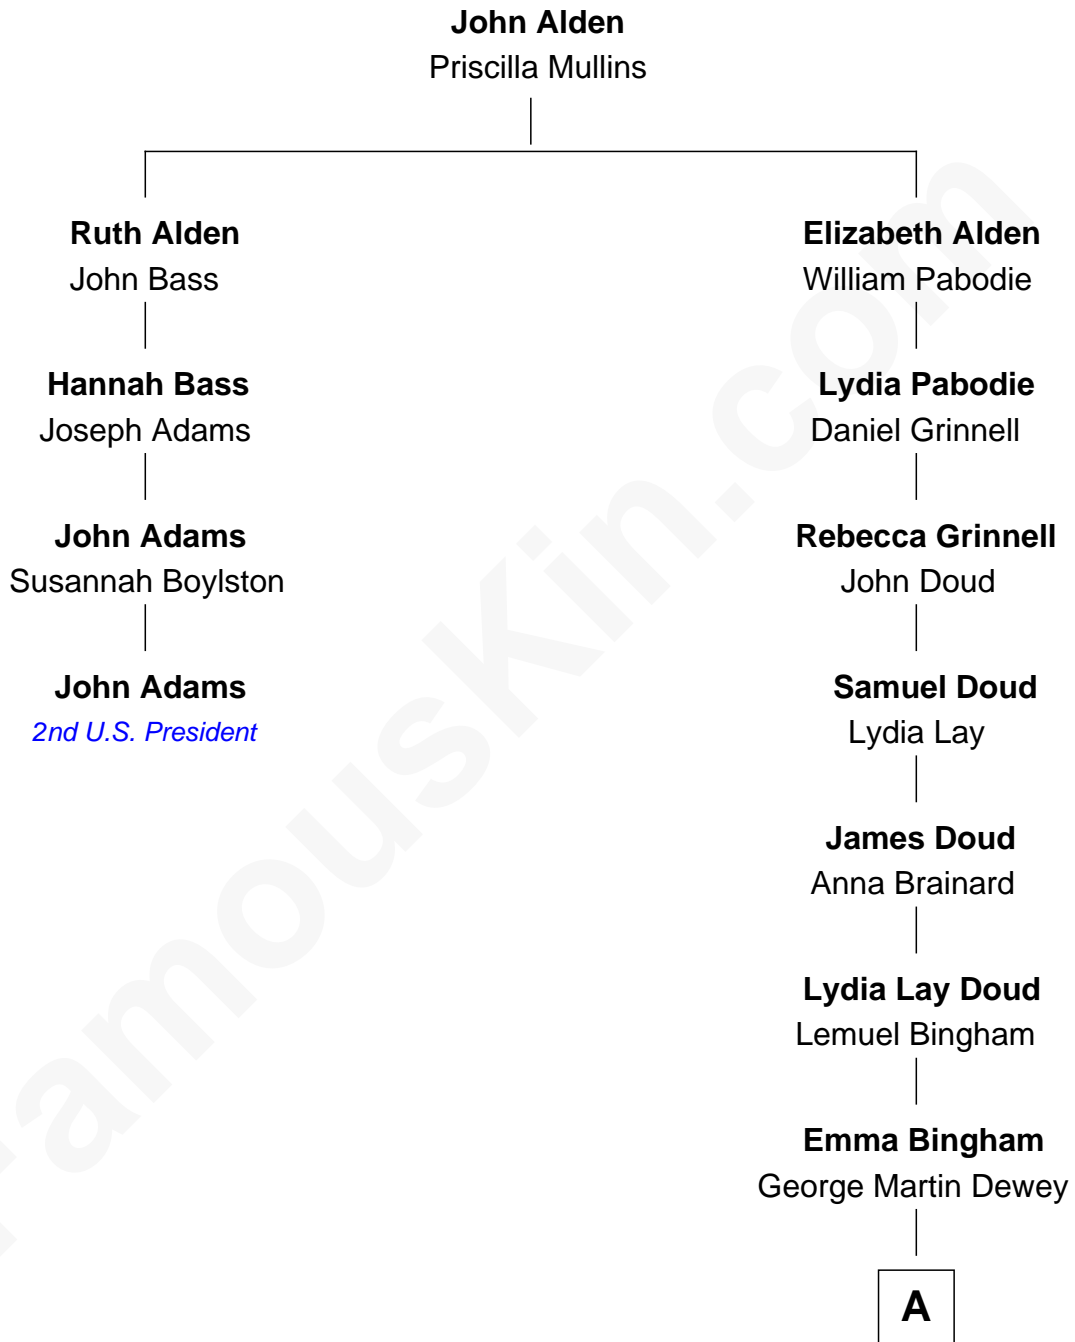 John Alden
Priscilla Mullins
Ruth Alden
John Bass
Elizabeth Alden
William Pabodie
Hannah Bass
Joseph Adams
Lydia Pabodie
Daniel Grinnell
John Adams
Susannah Boylston
Rebecca Grinnell
John Doud
John Adams
2nd U.S. President
Samuel Doud
Lydia Lay
James Doud
Anna Brainard
Lydia Lay Doud
Lemuel Bingham
Emma Bingham
George Martin Dewey
A
FamousKin.com